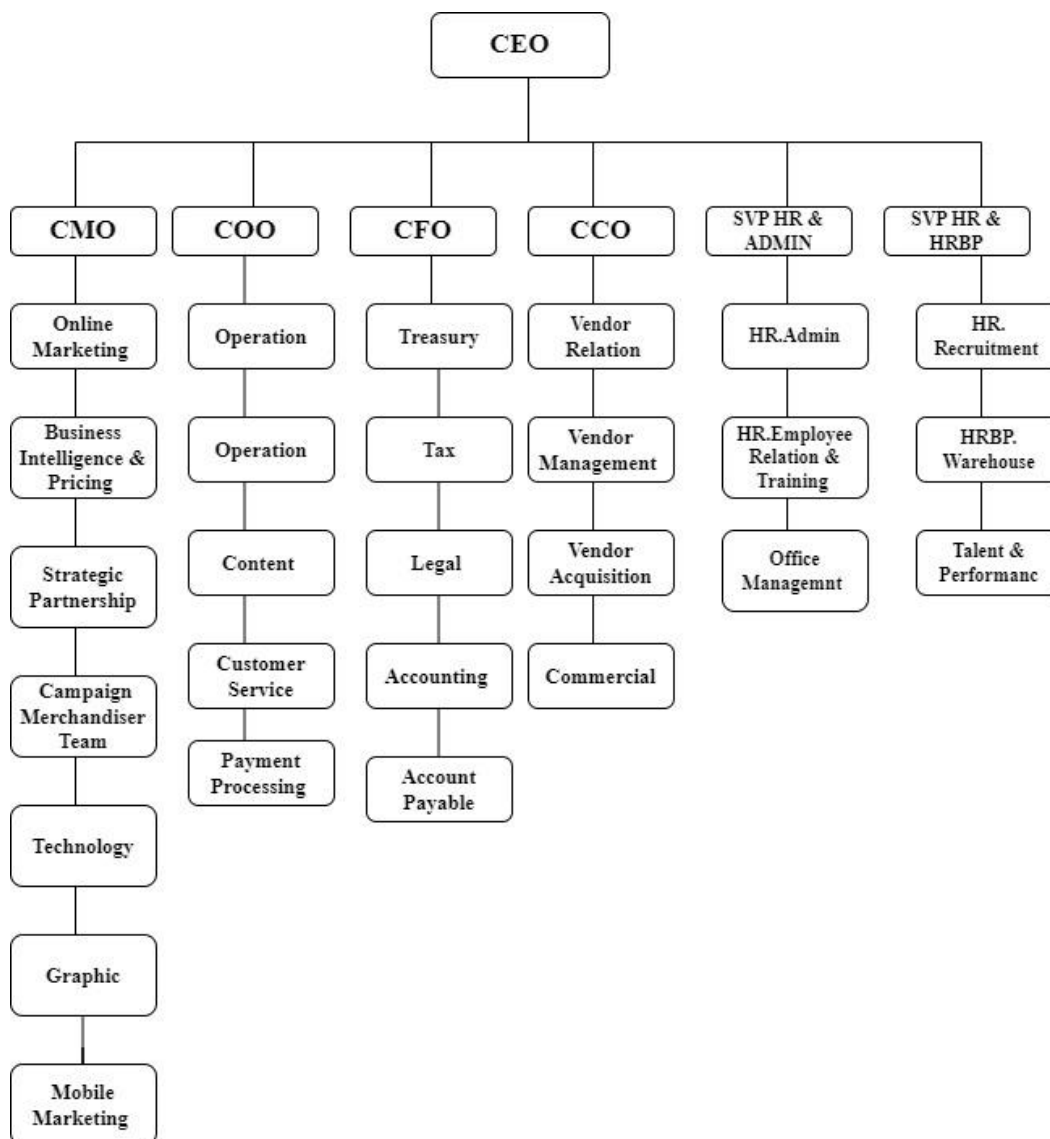 CEO
CMO
COO
CFO
CCO
SVP HR &
ADMIN
SVP HR &
HRBP
Online
Marketing
Operation
Treasury
Vendor
Relation
HR.Admin
HR.
Recruitment
Business
Intelligence &
Pricing
Operation
Tax
Vendor
Management
HR.Employee
Relation &
Training
HRBP.
Warehouse
Strategic
Partnership
Content
Legal
Vendor
Acquisition
Office
Managemnt
Talent &
Performanc
Campaign
Merchandiser
Team
Customer
Service
Accounting
Commercial
Payment
Processing
Account
Payable
Technology
Graphic
Mobile
Marketing